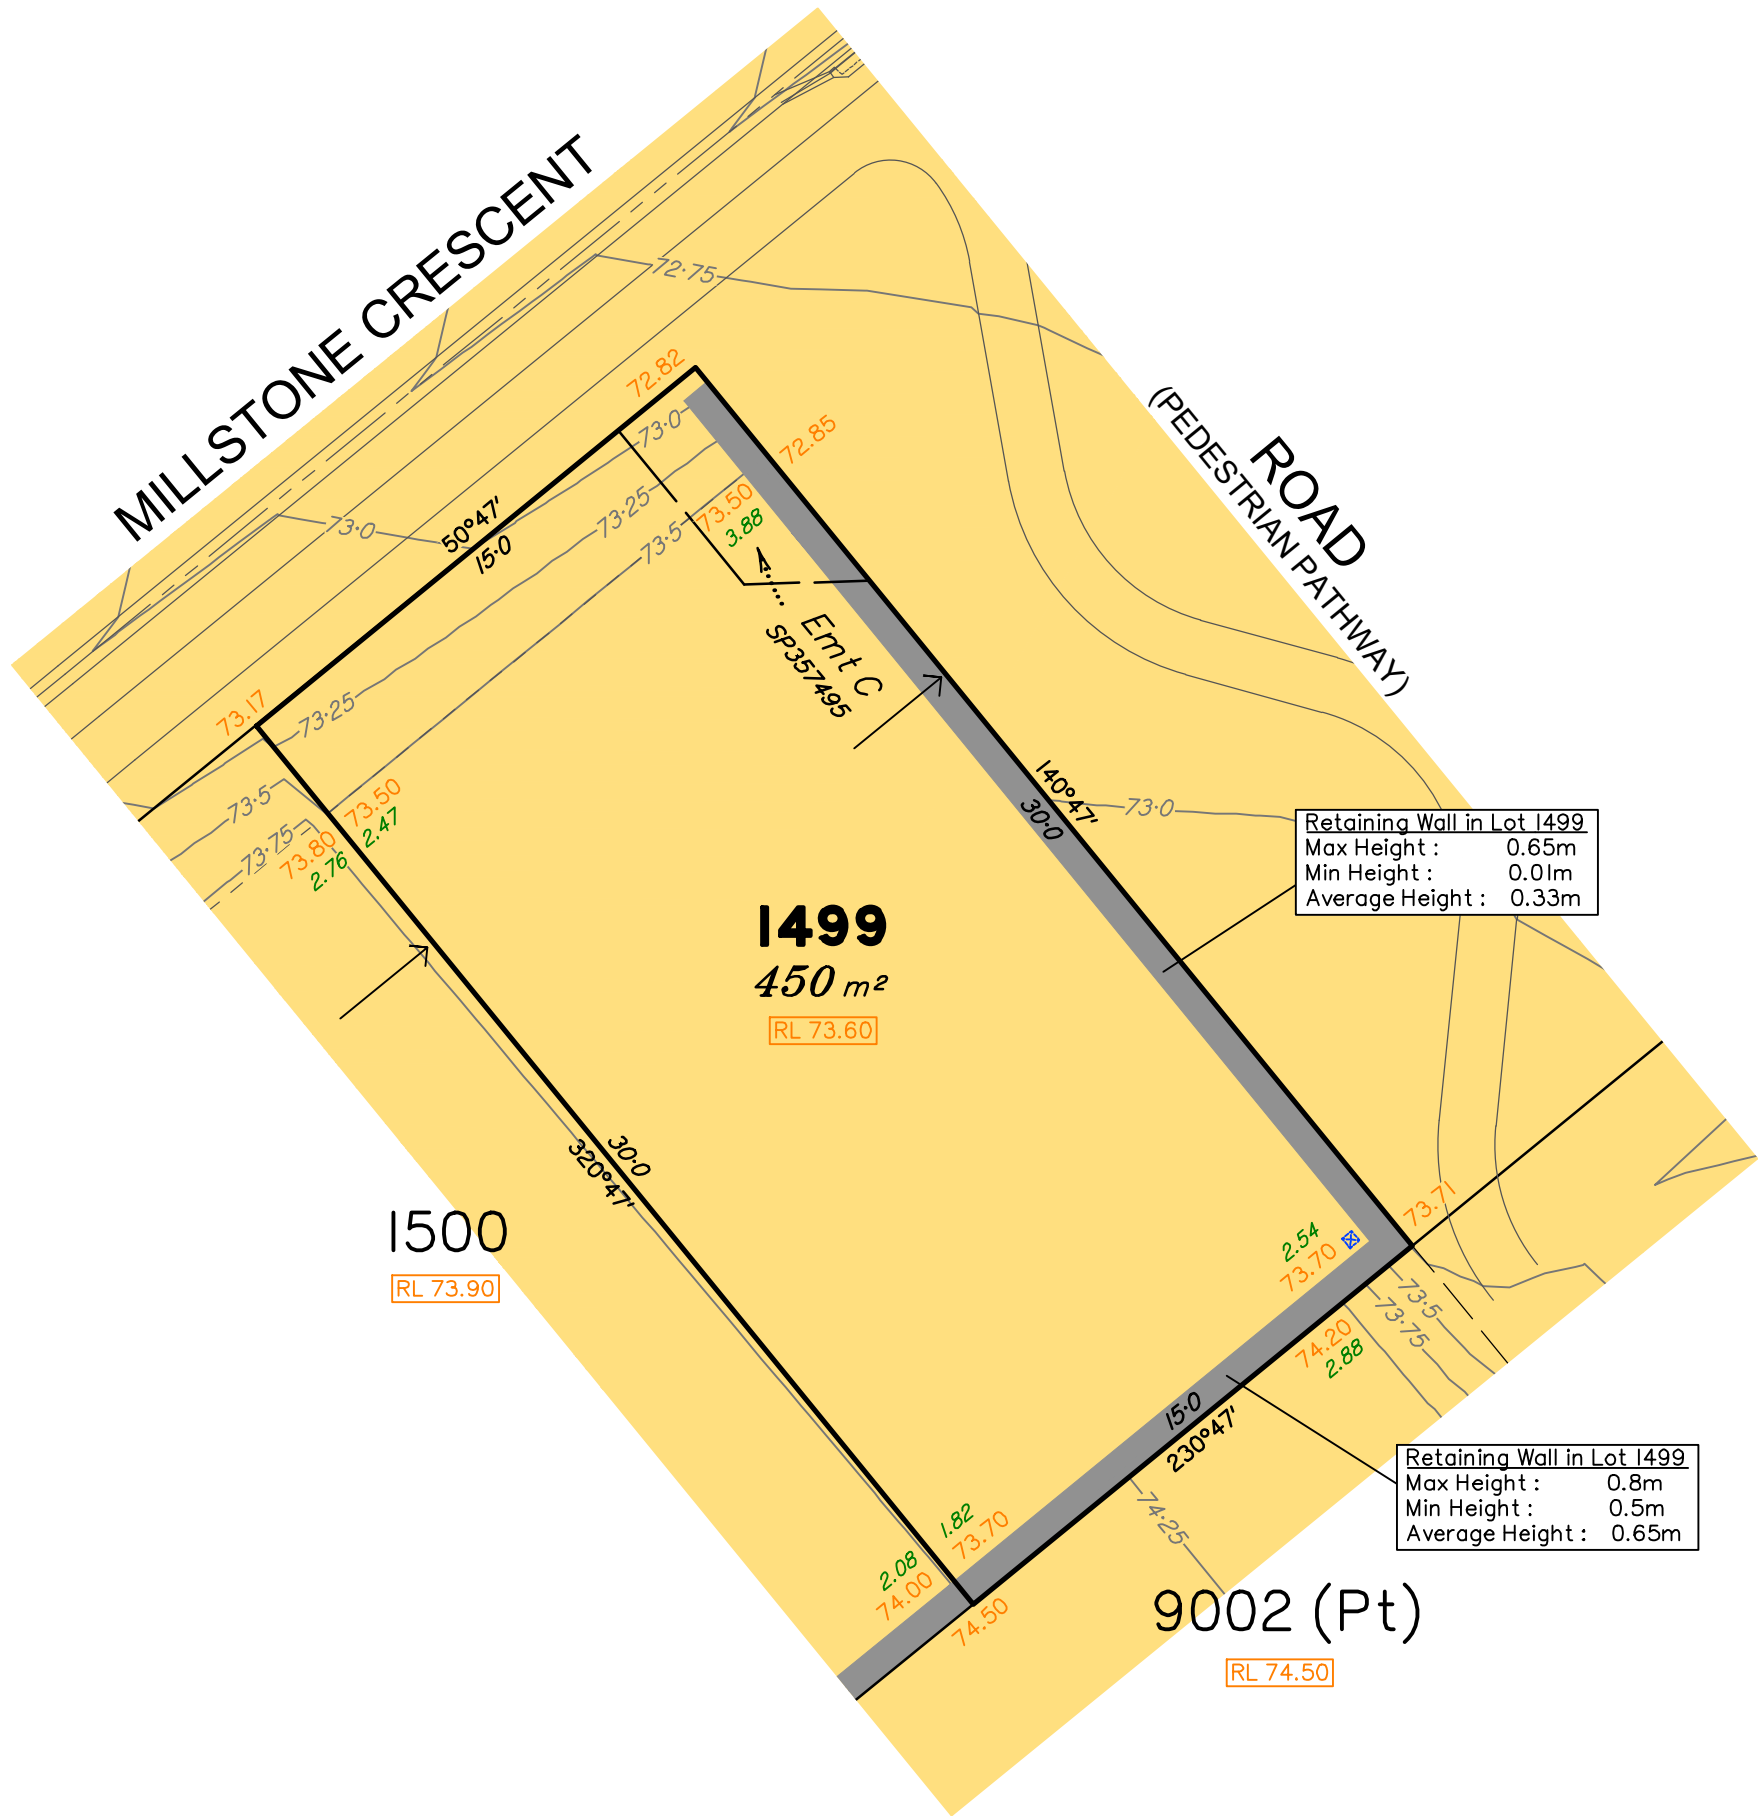 MILLSTONE CRESCENT
72·75
72.82
73·0
72.85
(PEDESTRIAN PATHWAY)
ROAD
73·0
50°47'
15·0
73·25
73·5
73.50
3.88
Emt C
SP357495
73.17
73·25
73·5
73·75
73.50
2.47
73.80
2.76
140°47'
30·0
73·0
Retaining Wall in Lot 1499
Max Height : 0.65m
Min Height : 0.01m
Average Height : 0.33m
1499
450 m²
RL 73.60
30·0
320°47'
1500
RL 73.90
2.54
73.70
73.71
73·5
73·75
74.20
2.88
15·0
230°47'
Retaining Wall in Lot 1499
Max Height : 0.8m
Min Height : 0.5m
Average Height : 0.65m
74·25
1.82
73.70
2.08
74.00
74.50
9002 (Pt)
RL 74.50